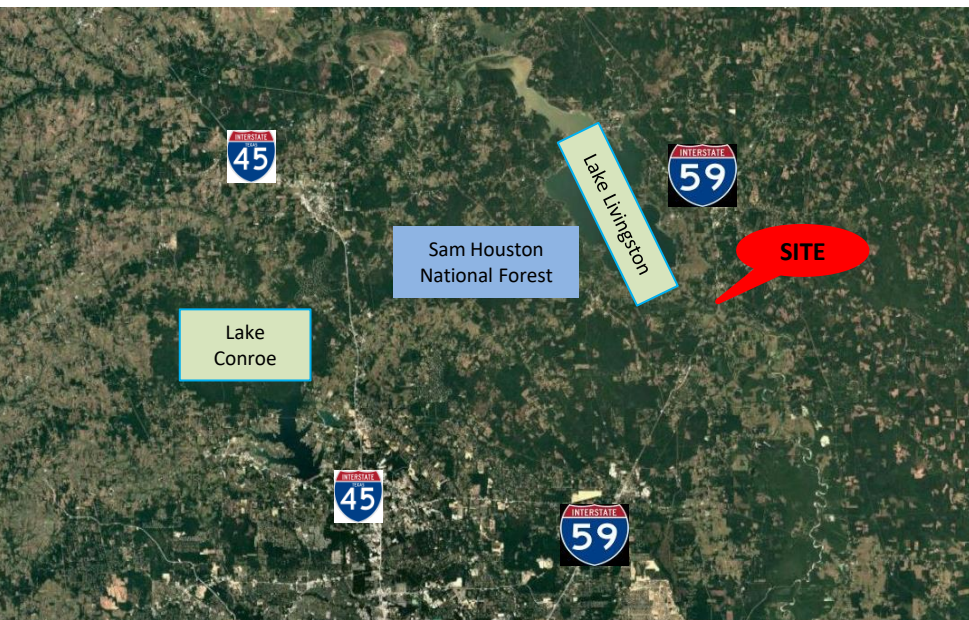 INTERSTATE
TEXAS
45
INTERSTATE
59
Lake Livingston
SITE
Sam Houston
National Forest
Lake
Conroe
INTERSTATE
TEXAS
45
INTERSTATE
59